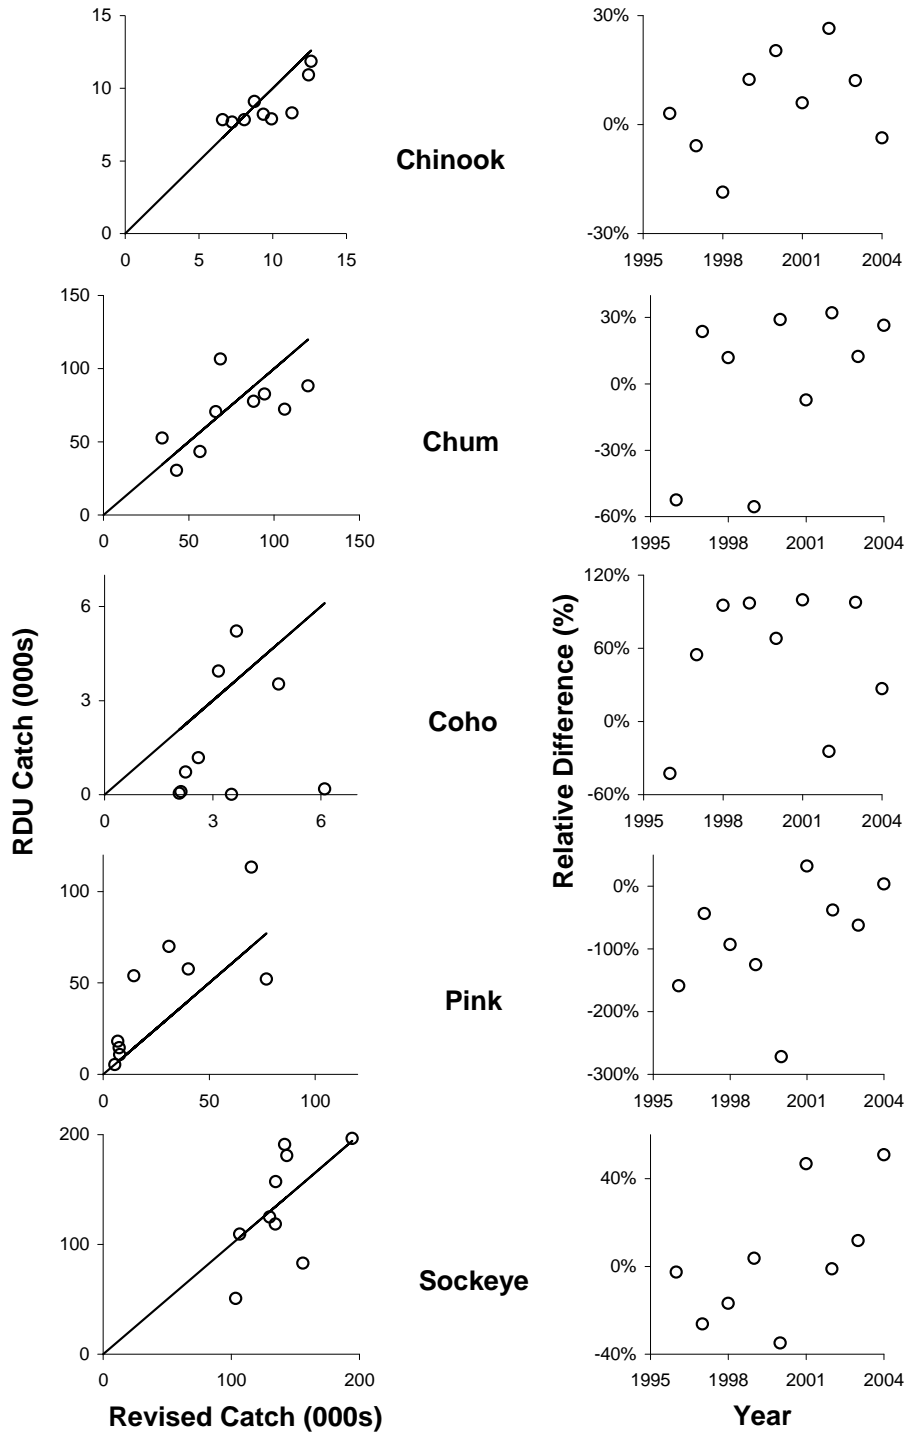 15
10
5
0
0 5 10 15
Chinook
30%
0%
-30%
1995 1998 2001 2004
150
100
50
0
0 50 100 150
Chum
30%
0%
-30%
-60%
1995 1998 2001 2004
RDU Catch (000s)
6
3
0
0 3 6
Coho
Relative Difference (%)
120%
60%
0%
-60%
1995 1998 2001 2004
100
50
0
0 50 100
Pink
0%
-100%
-200%
-300%
1995 1998 2001 2004
200
100
0
0 100 200
Revised Catch (000s)
Sockeye
40%
0%
-40%
1995 1998 2001 2004
Year